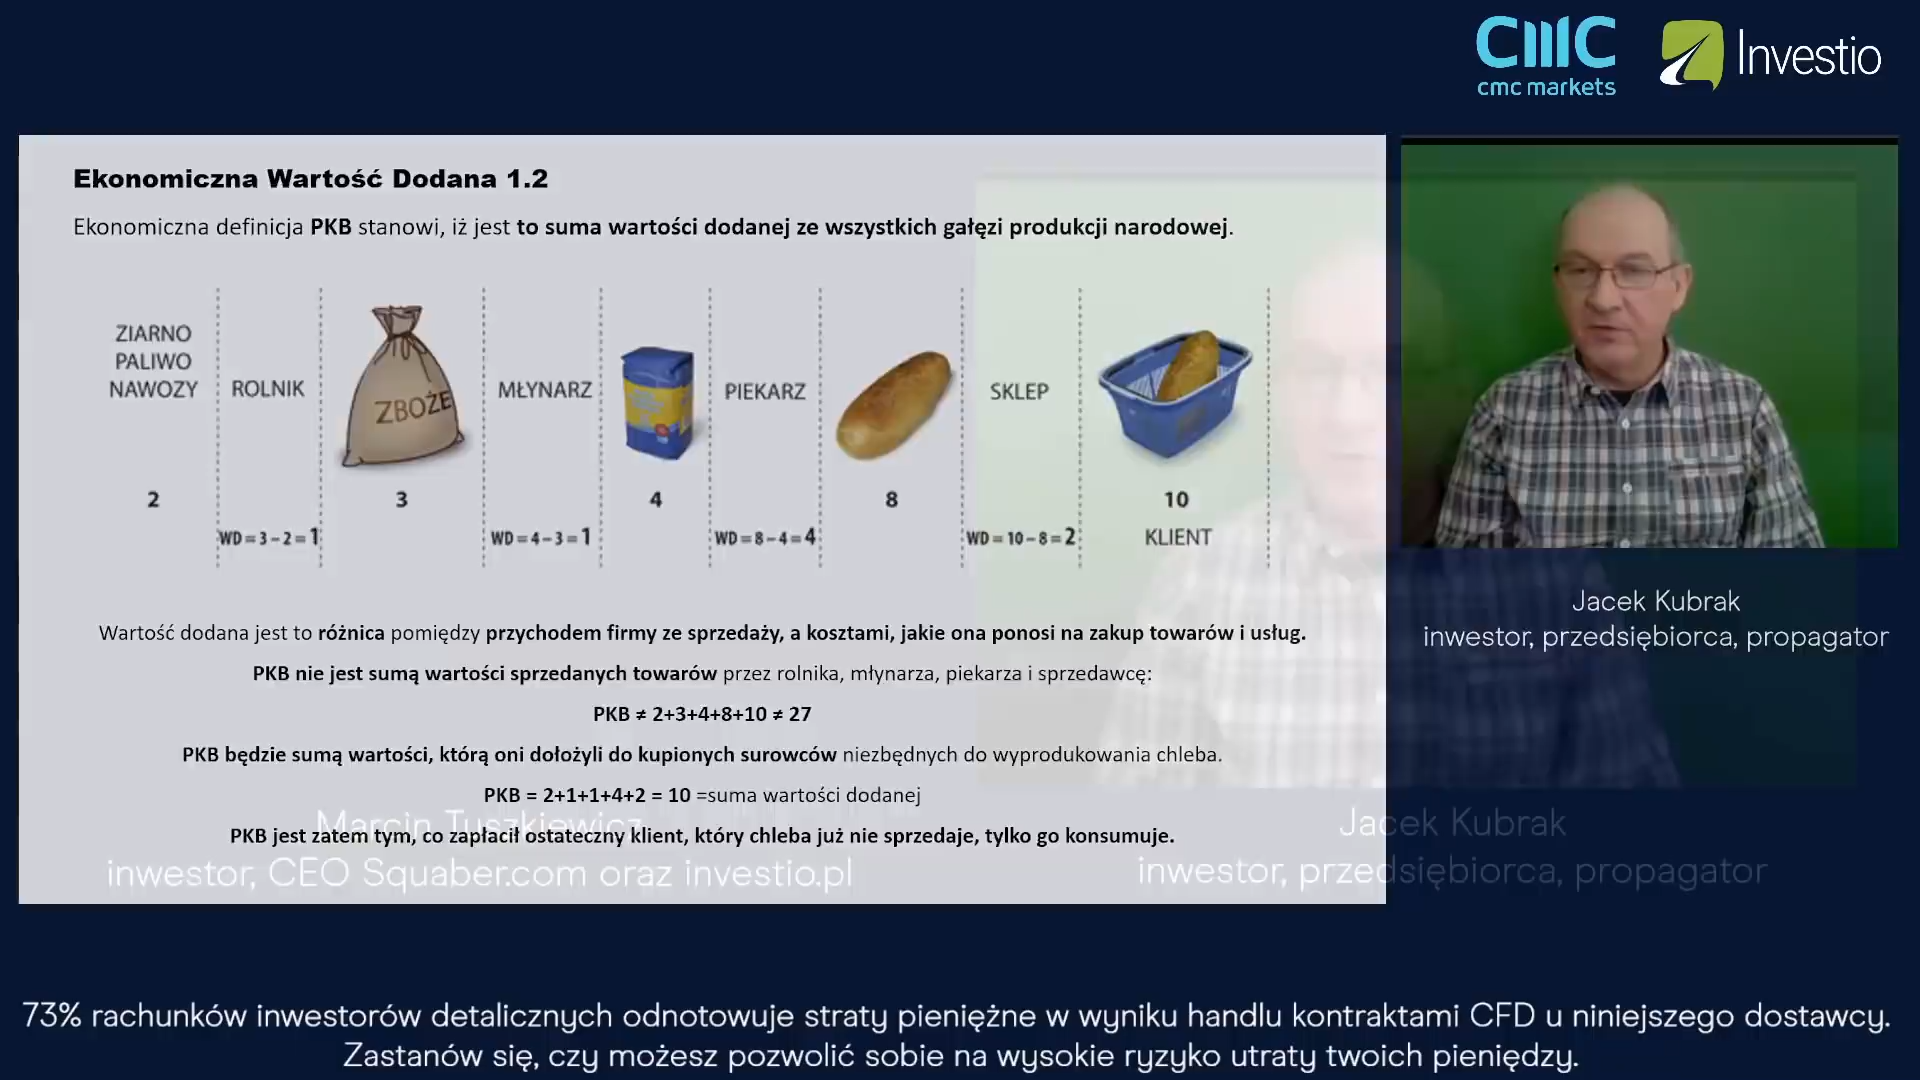 CMC
cmc markets
Investio
Ekonomiczna Wartość Dodana 1.2
Ekonomiczna definicja PKB stanowi, iż jest to suma wartości dodanej ze wszystkich gałęzi produkcji narodowej.
ZIARNO
PALIWO
NAWOZY
ROLNIK
ZBOŻE
MŁYNARZ
PIEKARZ
SKLEP
2
3
4
8
10
WD = 3 – 2 = 1
WD = 4 – 3 = 1
WD = 8 – 4 = 4
WD = 10 – 8 = 2
KLIENT
Wartość dodana jest to różnica pomiędzy przychodem firmy ze sprzedaży, a kosztami, jakie ona ponosi na zakup towarów i usług.
PKB nie jest sumą wartości sprzedanych towarów przez rolnika, młynarza, piekarza i sprzedawcę:
PKB ≠ 2+3+4+8+10 ≠ 27
PKB będzie sumą wartości, którą oni dołożyli do kupionych surowców niezbędnych do wyprodukowania chleba.
PKB = 2+1+1+4+2 = 10 =suma wartości dodanej
PKB jest zatem tym, co zapłacił ostateczny klient, który chleba już nie sprzedaje, tylko go konsumuje.
Marcin Tuszkiewicz
inwestor, CEO Squaber.com oraz investio.pl
Jacek Kubrak
inwestor, przedsiębiorca, propagator
Jacek Kubrak
inwestor, przedsiębiorca, propagator
73% rachunków inwestorów detalicznych odnotowuje straty pieniężne w wyniku handlu kontraktami CFD u niniejszego dostawcy.
Zastanów się, czy możesz pozwolić sobie na wysokie ryzyko utraty twoich pieniędzy.